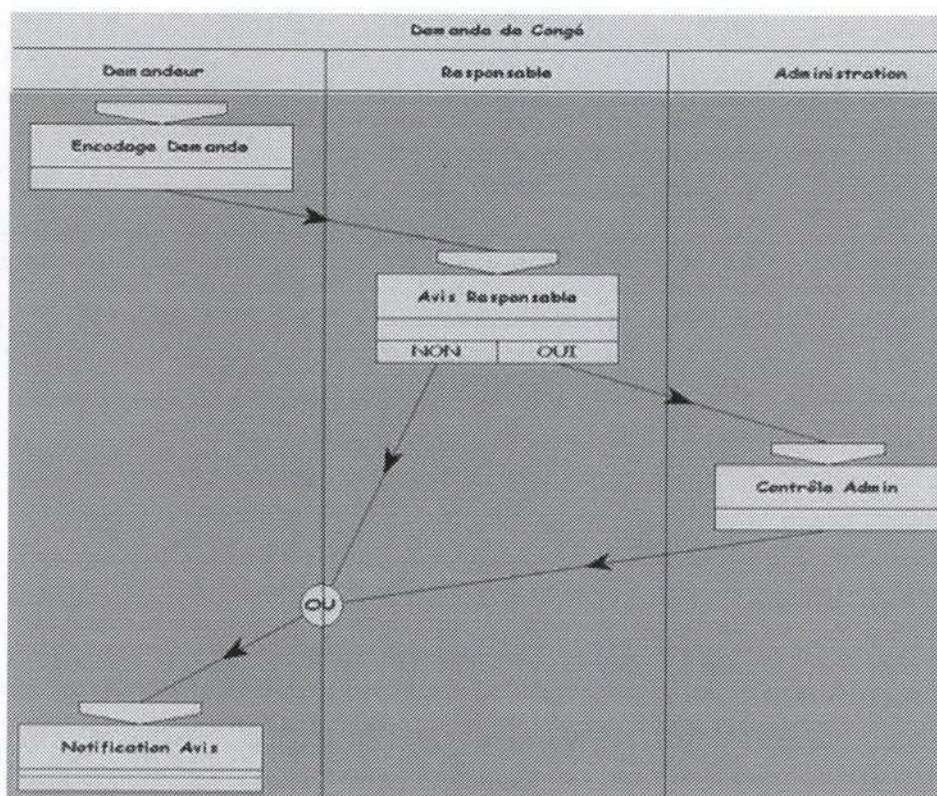 Demande de Congé
Demandeur Responsable Administration
Encodage Demande
Avis Responsable
NON OUI
Contrôle Admin
OU
Notification Avis